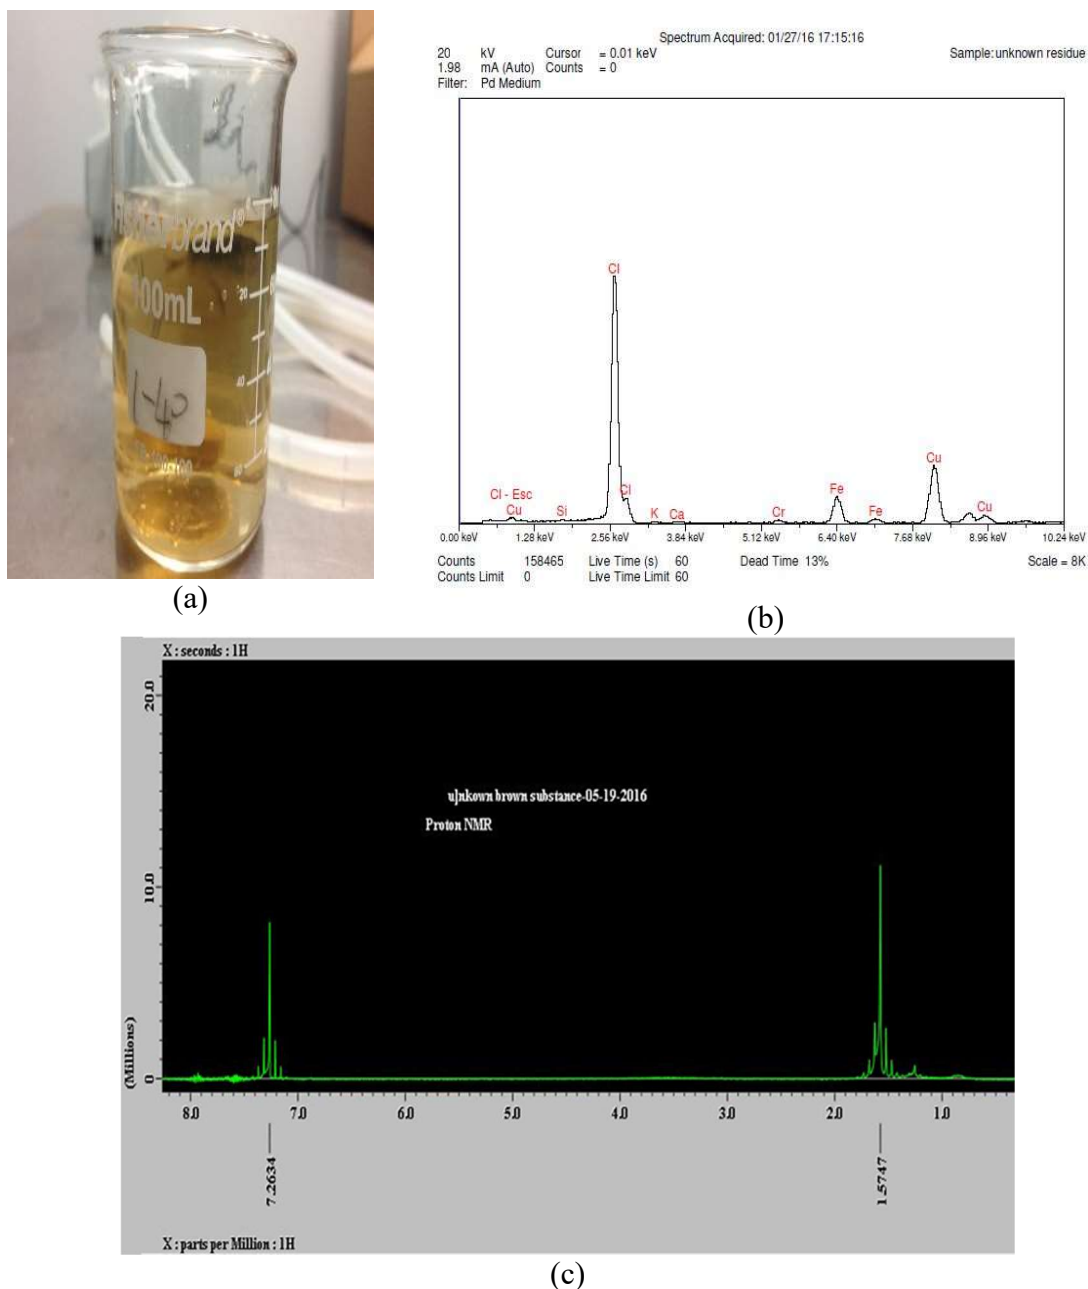 Fisherbrand®
100mL
20
40
60
1-40
(a)
Spectrum Acquired: 01/27/16 17:15:16
20 kV Cursor = 0.01 keV Sample: unknown residue
1.98 mA (Auto) Counts = 0
Filter: Pd Medium
Cl
Cl - Esc
Cu
Si
Cl
K
Ca
Cr
Fe
Fe
Cu
Cu
0.00 keV 1.28 keV 2.56 keV 3.84 keV 5.12 keV 6.40 keV 7.68 keV 8.96 keV 10.24 keV
Counts 158465 Live Time (s) 60 Dead Time 13% Scale = 8K
Counts Limit 0 Live Time Limit 60
(b)
X : seconds : 1H
20.0
u]nkown brown substance-05-19-2016
Proton NMR
10.0
(Millions)
0
8.0 7.0 6.0 5.0 4.0 3.0 2.0 1.0
7.2634
1.5747
X : parts per Million : 1H
(c)